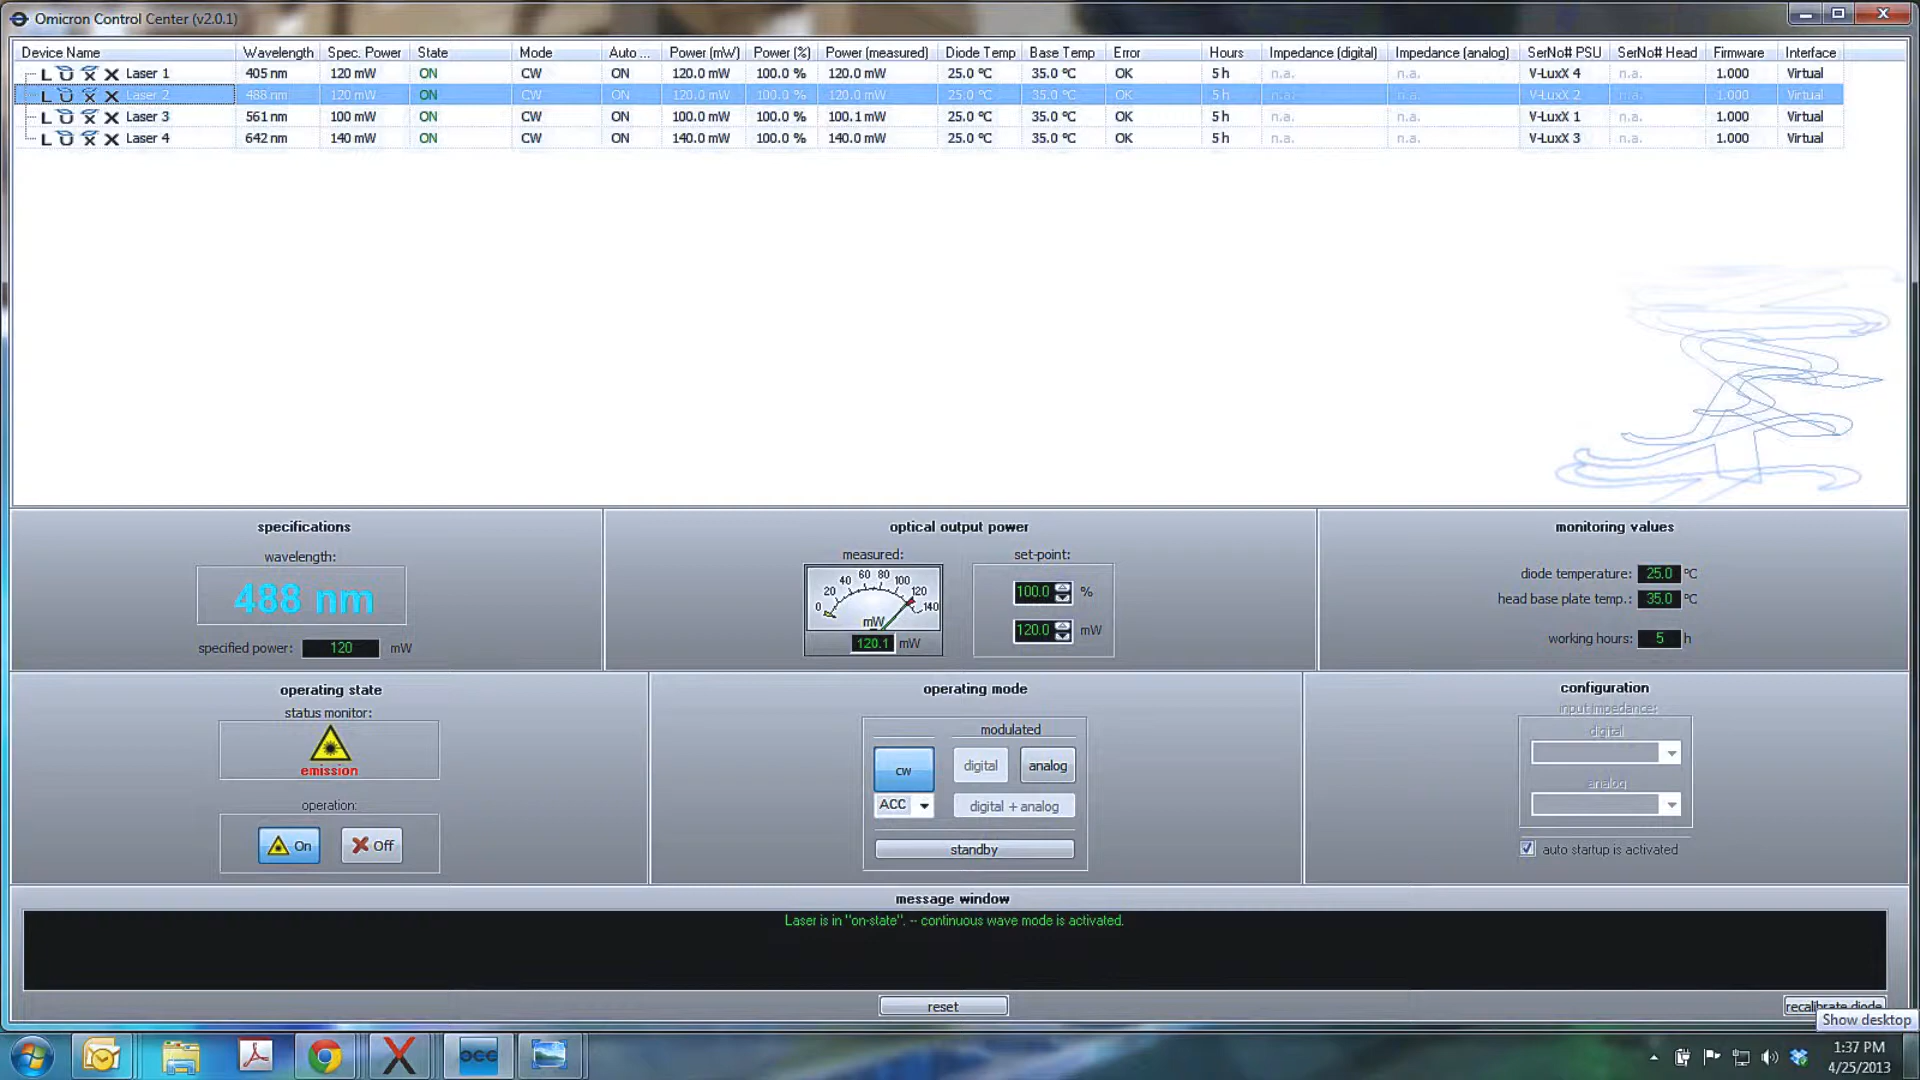 Omicron Control Center (v2.0.1)
Device Name Wavelength Spec. Power State Mode Auto ... Power (mW) Power (%) Power (measured) Diode Temp Base Temp Error Hours Impedance (digital) Impedance (analog) SerNo# PSU SerNo# Head Firmware Interface
L U X X Laser 1 405 nm 120 mW ON CW ON 120.0 mW 100.0 % 120.0 mW 25.0 °C 35.0 °C OK 5 h n.a. n.a. V-LuxX 4 n.a. 1.000 Virtual
L U X X Laser 2 488 nm 120 mW ON CW ON 120.0 mW 100.0 % 120.0 mW 25.0 °C 35.0 °C OK 5 h n.a. n.a. V-LuxX 2 n.a. 1.000 Virtual
L U X X Laser 3 561 nm 100 mW ON CW ON 100.0 mW 100.0 % 100.1 mW 25.0 °C 35.0 °C OK 5 h n.a. n.a. V-LuxX 1 n.a. 1.000 Virtual
L U X X Laser 4 642 nm 140 mW ON CW ON 140.0 mW 100.0 % 140.0 mW 25.0 °C 35.0 °C OK 5 h n.a. n.a. V-LuxX 3 n.a. 1.000 Virtual
specifications
wavelength:
488 nm
specified power: 120 mW
optical output power
measured:
0 20 40 60 80 100 120 140
mW
120.1 mW
set-point:
100.0 %
120.0 mW
monitoring values
diode temperature: 25.0 °C
head base plate temp.: 35.0 °C
working hours: 5 h
operating state
status monitor:
emission
operation:
On Off
operating mode
modulated
cw digital analog
ACC digital + analog
standby
configuration
input impedance:
digital
analog
auto startup is activated
message window
Laser is in "on-state". -- continuous wave mode is activated.
reset
recalibrate diode
Show desktop
occ
1:37 PM
4/25/2013